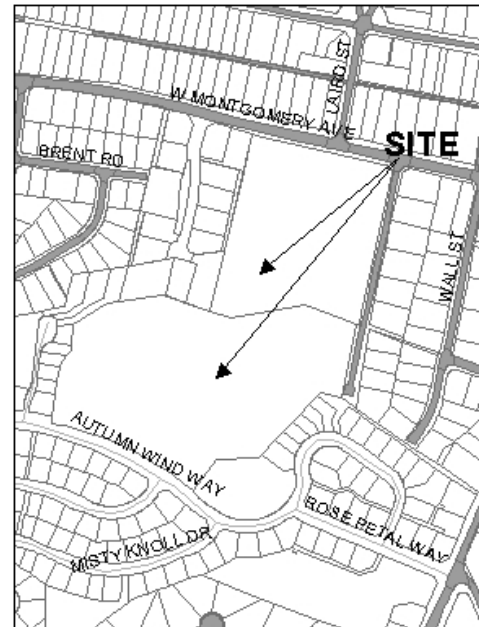 LAIRD ST
W MONTGOMERY AVE
SITE
BRENT RD
WALL ST
AUTUMN WIND WAY
ROSE PETAL WAY
MISTY KNOLL DR